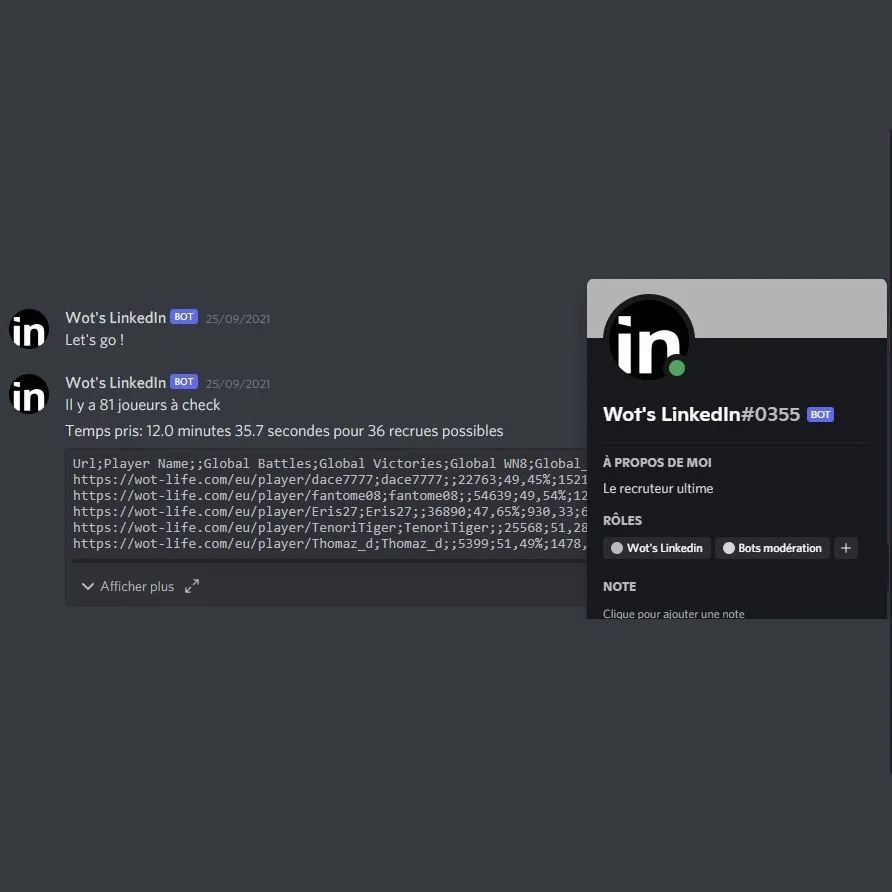 in
Wot's LinkedIn BOT 25/09/2021
Let's go !
in
Wot's LinkedIn BOT 25/09/2021
Il y a 81 joueurs à check
Temps pris: 12.0 minutes 35.7 secondes pour 36 recrues possibles
Url;Player Name;;Global Battles;Global Victories;Global WN8;Global_
https://wot-life.com/eu/player/dace7777;dace7777;;22763;49,45%;1521
https://wot-life.com/eu/player/fantome08;fantome08;;54639;49,54%;12
https://wot-life.com/eu/player/Eris27;Eris27;;36890;47,65%;930,33;6
https://wot-life.com/eu/player/TenoriTiger;TenoriTiger;;25568;51,28
https://wot-life.com/eu/player/Thomaz_d;Thomaz_d;;5399;51,49%;1478,
Afficher plus
in
Wot's LinkedIn#0355 BOT
À PROPOS DE MOI
Le recruteur ultime
RÔLES
Wot's Linkedin Bots modération +
NOTE
Clique pour ajouter une note